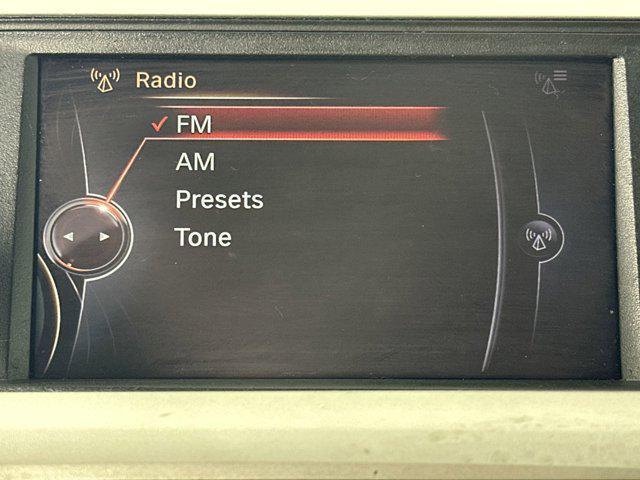 Radio
FM
AM
Presets
Tone